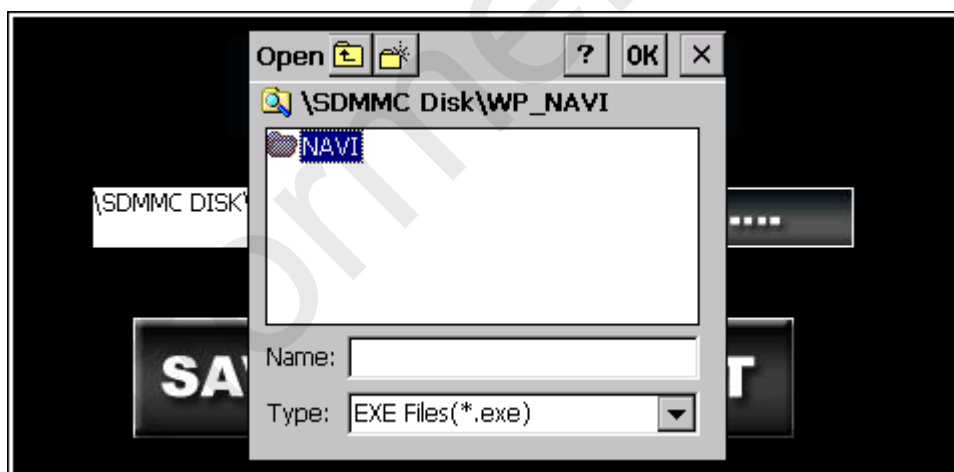 Open ? OK ×
\SDMMC Disk\WP_NAVI
NAVI
\SDMMC DISK\
....
Name:
SA
T
Type: EXE Files(*.exe)